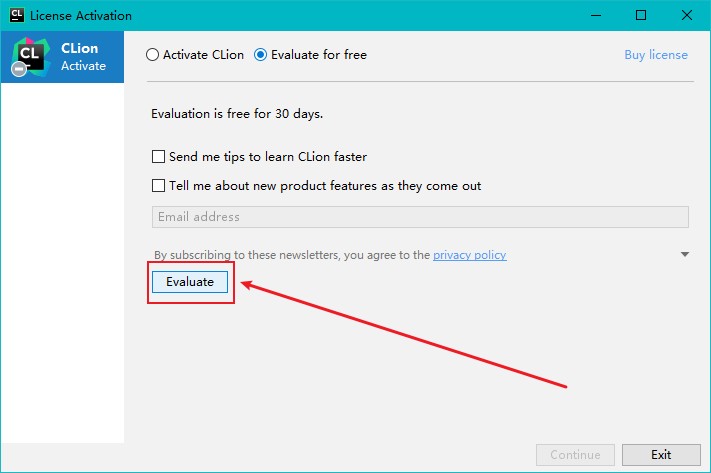 License Activation
CLion
Activate
Activate CLion
Evaluate for free
Buy license
Evaluation is free for 30 days.
Send me tips to learn CLion faster
Tell me about new product features as they come out
Email address
By subscribing to these newsletters, you agree to the privacy policy
Evaluate
Continue
Exit